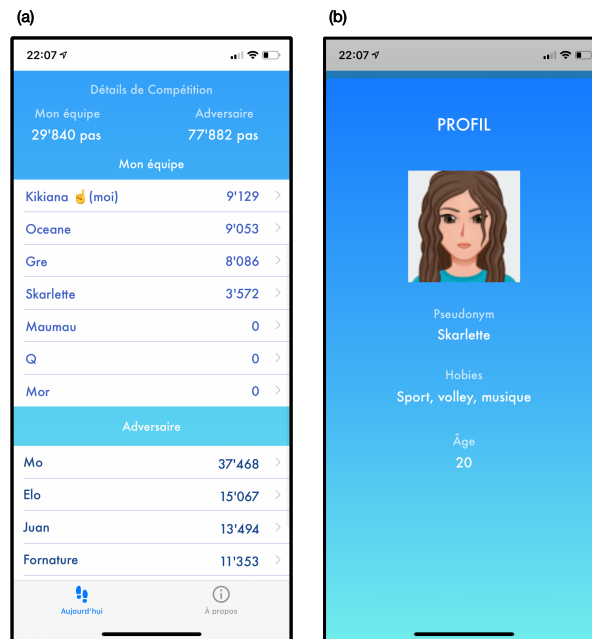 (a)
22:07
Détails de Compétition
Mon équipe Adversaire
29'840 pas 77'882 pas
Mon équipe
Kikiana ☝(moi) 9'129
Oceane 9'053
Gre 8'086
Skarlette 3'572
Maumau 0
Q 0
Mor 0
Adversaire
Mo 37'468
Elo 15'067
Juan 13'494
Fornature 11'353
Aujourd'hui À propos
(b)
22:07
PROFIL
Pseudonym
Skarlette
Hobies
Sport, volley, musique
Âge
20